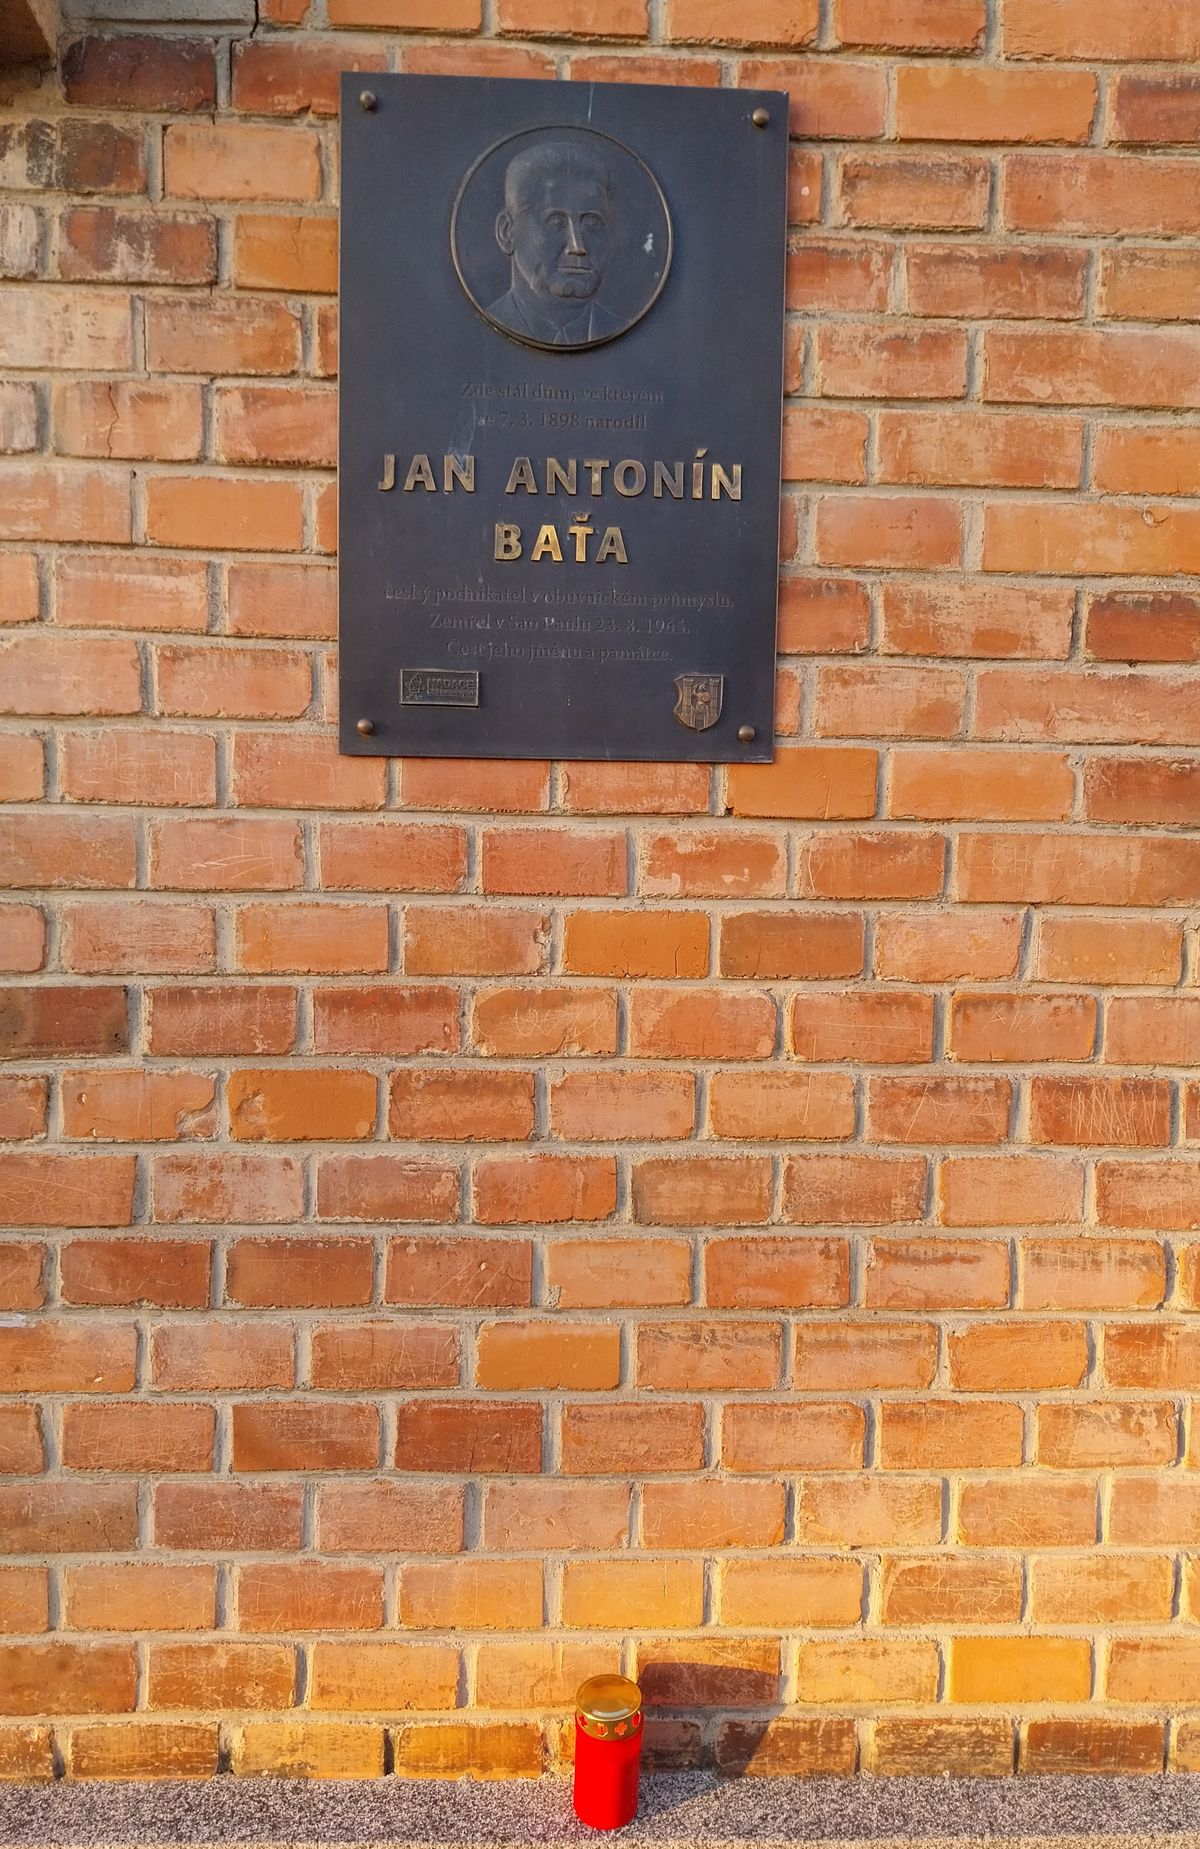 Zde stál dům, ve kterém
se 7. 3. 1898 narodil
JAN ANTONÍN
BAŤA
český podnikatel v obuvnickém průmyslu.
Zemřel v Sao Paulu 23. 8. 1965.
Čest jeho jménu a památce.
NADACE